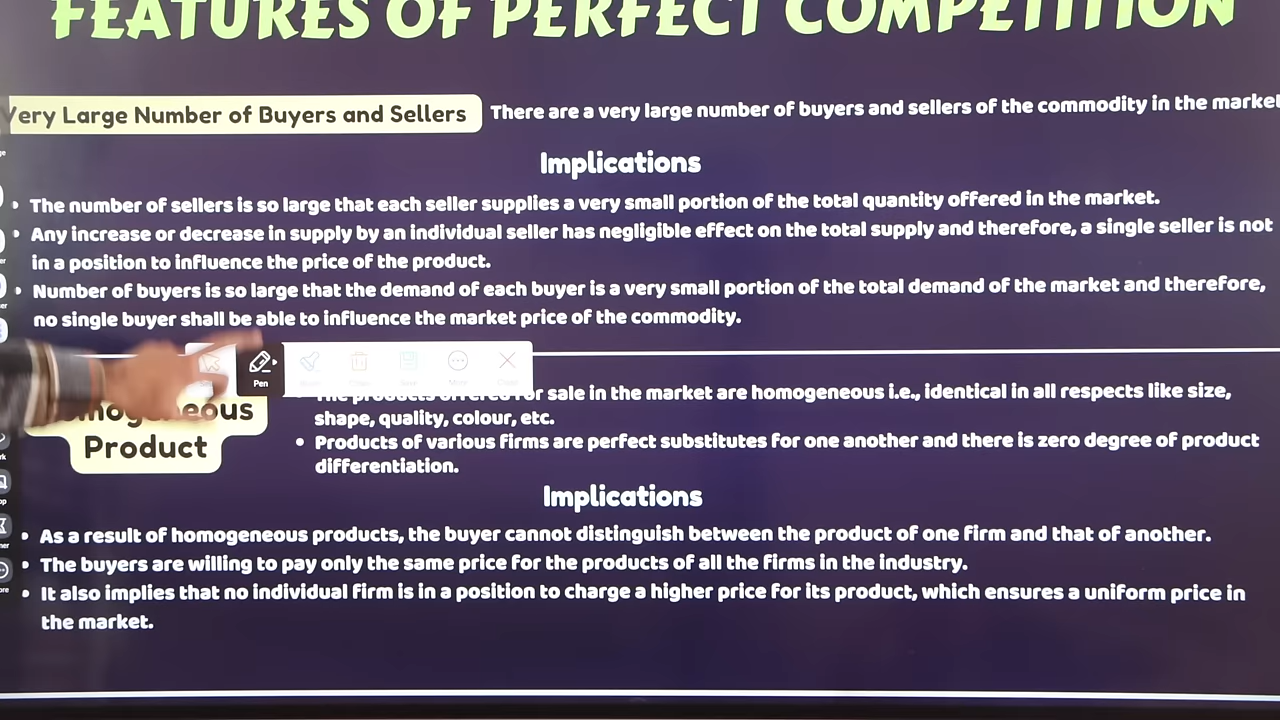 FEATURES OF PERFECT COMPETITION
Very Large Number of Buyers and Sellers There are a very large number of buyers and sellers of the commodity in the market
Implications
• The number of sellers is so large that each seller supplies a very small portion of the total quantity offered in the market.
• Any increase or decrease in supply by an individual seller has negligible effect on the total supply and therefore, a single seller is not
in a position to influence the price of the product.
• Number of buyers is so large that the demand of each buyer is a very small portion of the total demand of the market and therefore,
no single buyer shall be able to influence the market price of the commodity.
Pen
The products offered for sale in the market are homogeneous i.e., identical in all respects like size,
shape, quality, colour, etc.
Product
• Products of various firms are perfect substitutes for one another and there is zero degree of product
differentiation.
Implications
• As a result of homogeneous products, the buyer cannot distinguish between the product of one firm and that of another.
• The buyers are willing to pay only the same price for the products of all the firms in the industry.
• It also implies that no individual firm is in a position to charge a higher price for its product, which ensures a uniform price in
the market.